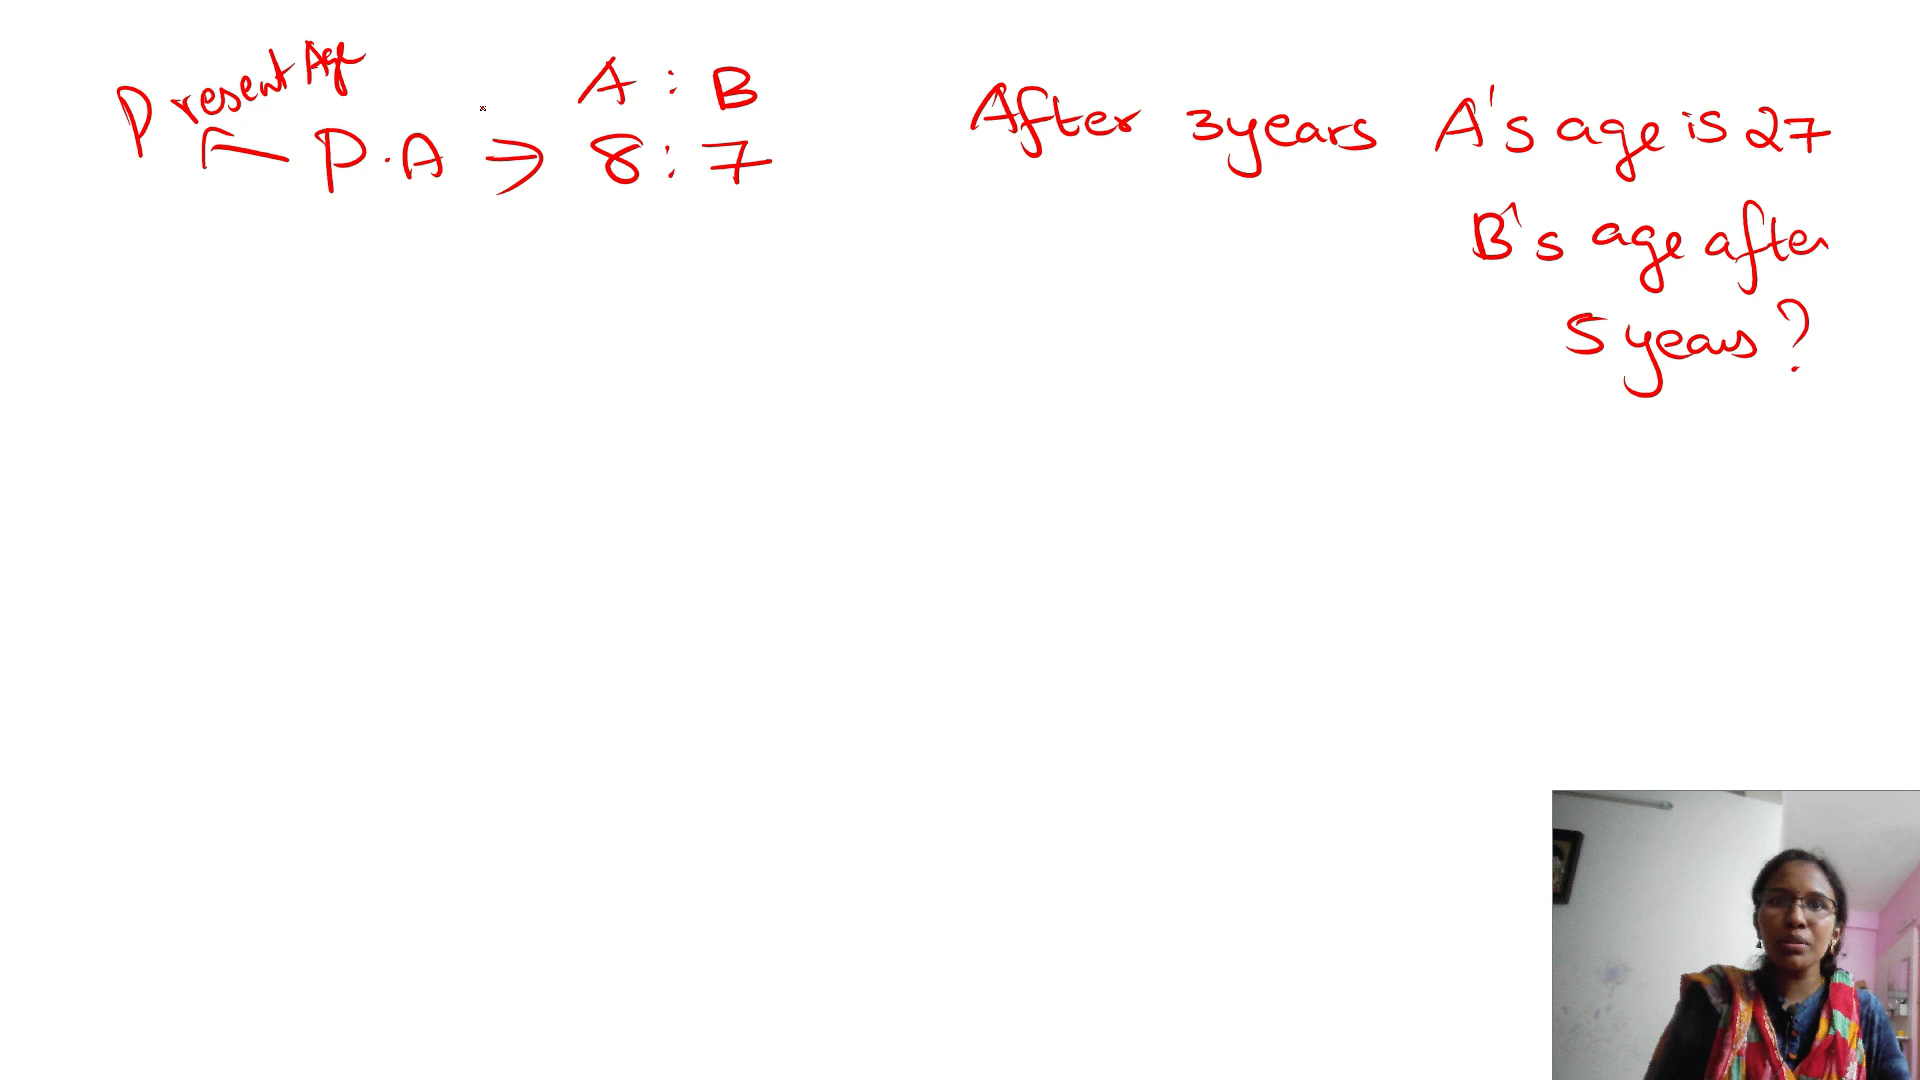 Present Age
A : B
P.A ⇒ 8 : 7
After 3years A's age is 27
B's age after
5 years ?